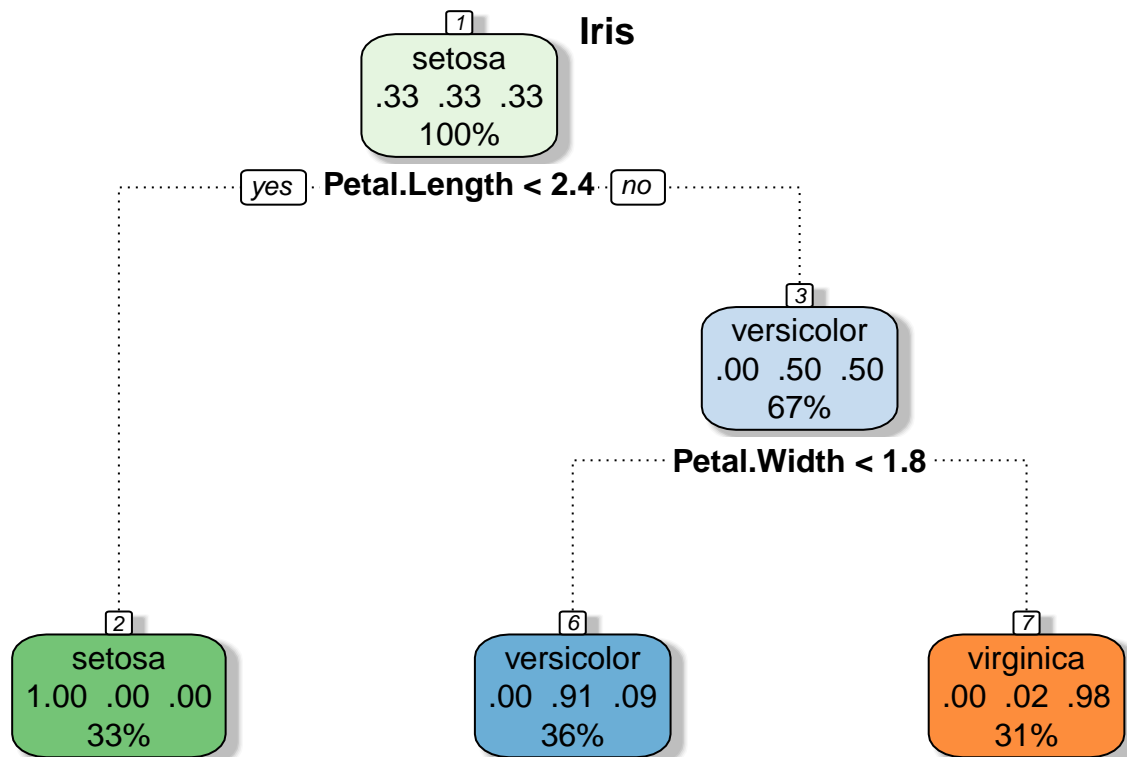 Iris
1
setosa
.33 .33 .33
100%
yes Petal.Length < 2.4 no
3
versicolor
.00 .50 .50
67%
Petal.Width < 1.8
2
setosa
1.00 .00 .00
33%
6
versicolor
.00 .91 .09
36%
7
virginica
.00 .02 .98
31%